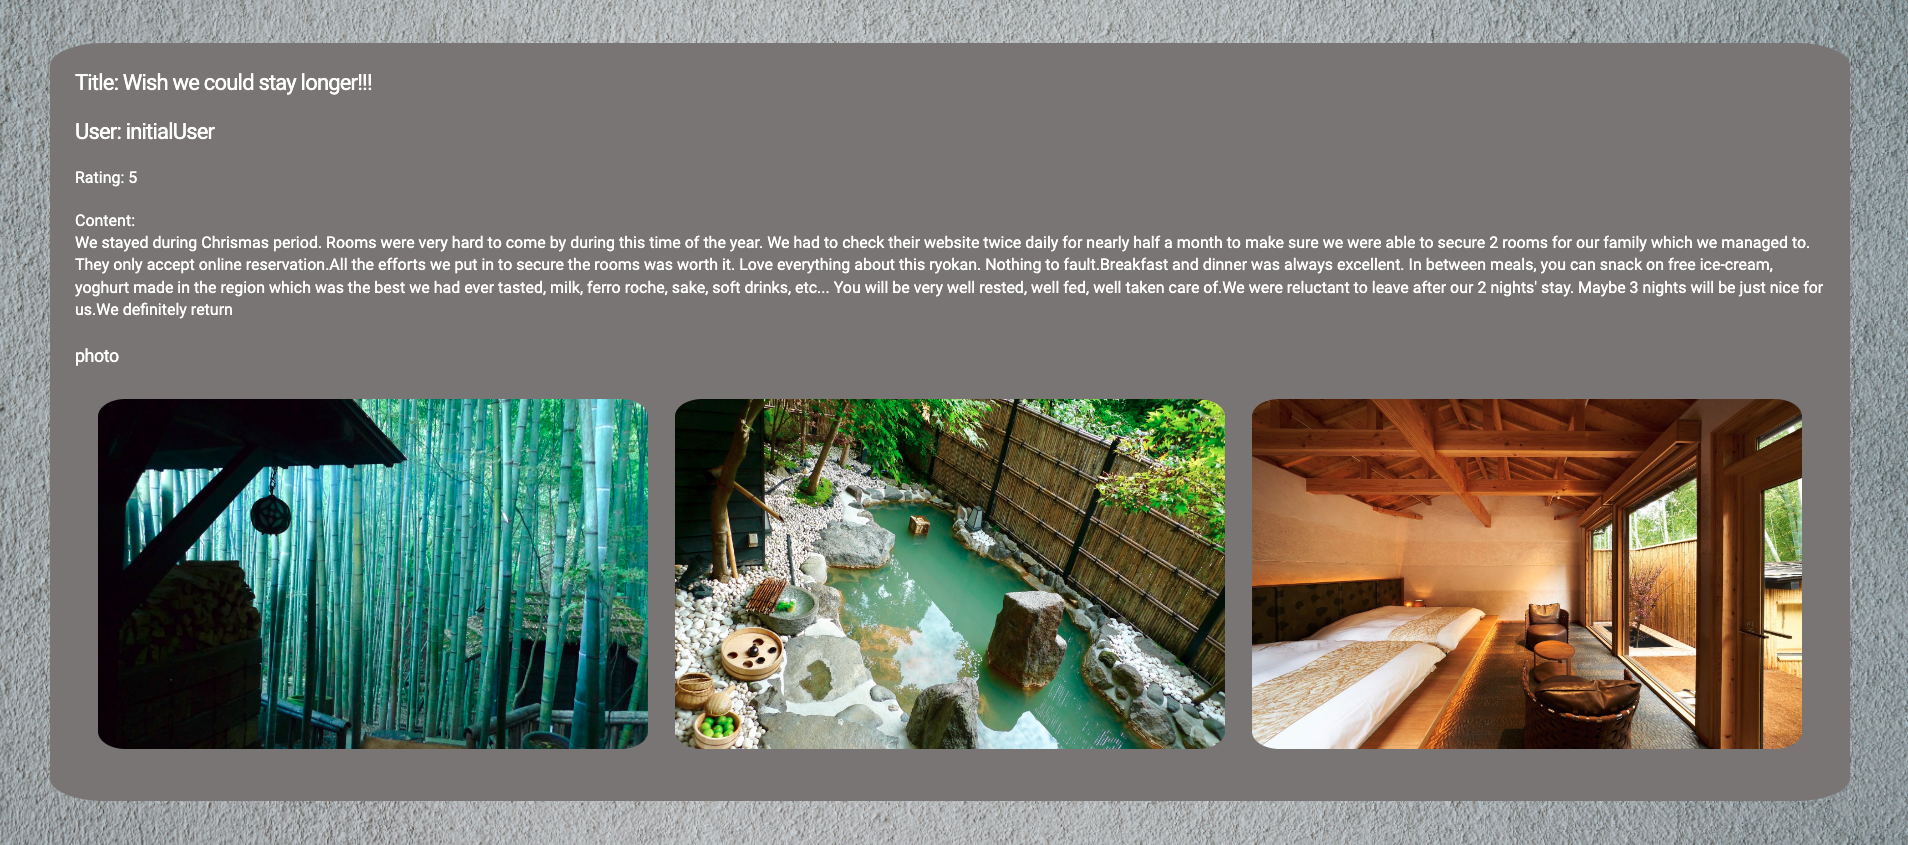 Title: Wish we could stay longer!!!
User: initialUser
Rating: 5
Content:
We stayed during Chrismas period. Rooms were very hard to come by during this time of the year. We had to check their website twice daily for nearly half a month to make sure we were able to secure 2 rooms for our family which we managed to.
They only accept online reservation.All the efforts we put in to secure the rooms was worth it. Love everything about this ryokan. Nothing to fault.Breakfast and dinner was always excellent. In between meals, you can snack on free ice-cream,
yoghurt made in the region which was the best we had ever tasted, milk, ferro roche, sake, soft drinks, etc... You will be very well rested, well fed, well taken care of.We were reluctant to leave after our 2 nights' stay. Maybe 3 nights will be just nice for
us.We definitely return
photo